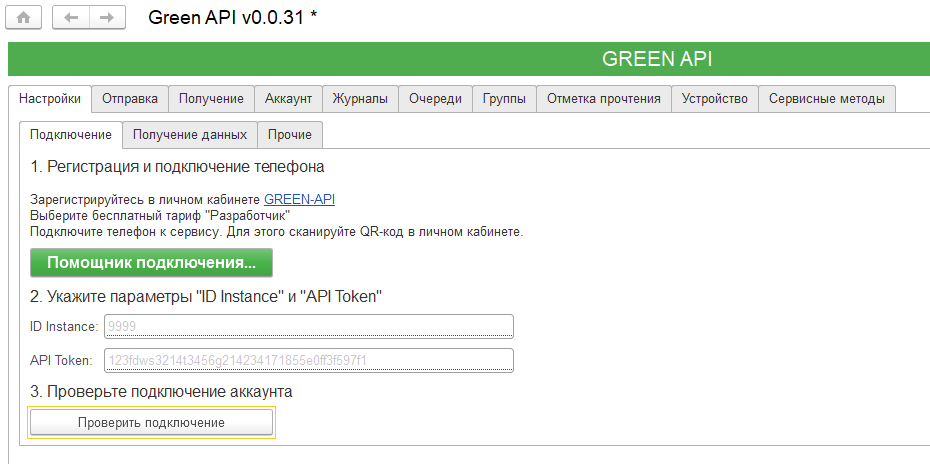 Green API v0.0.31 *
GREEN API
Настройки Отправка Получение Аккаунт Журналы Очереди Группы Отметка прочтения Устройство Сервисные методы
Подключение Получение данных Прочие
1. Регистрация и подключение телефона
Зарегистрируйтесь в личном кабинете GREEN-API
Выберите бесплатный тариф "Разработчик"
Подключите телефон к сервису. Для этого сканируйте QR-код в личном кабинете.
Помощник подключения...
2. Укажите параметры "ID Instance" и "API Token"
ID Instance: 9999
API Token: 123fdws3214t3456g214234171855e0ff3f597f1
3. Проверьте подключение аккаунта
Проверить подключение